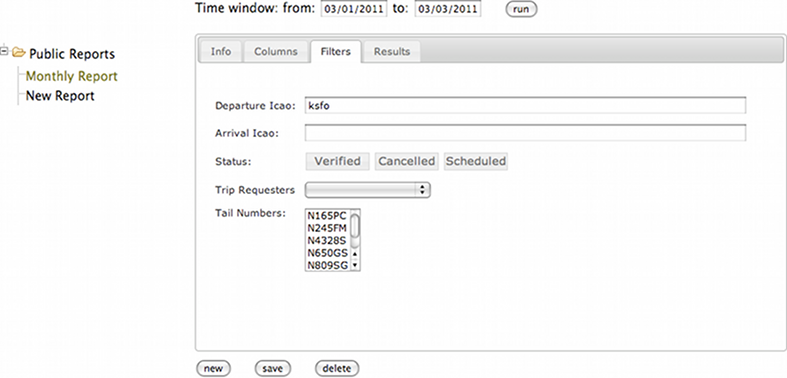 Time window: from: 03/01/2011 to: 03/03/2011 run
Public Reports
Monthly Report
New Report
Info Columns Filters Results
Departure Icao: ksfo
Arrival Icao:
Status: Verified Cancelled Scheduled
Trip Requesters
Tail Numbers:
N165PC
N245FM
N4328S
N650GS
N809SG
new save delete